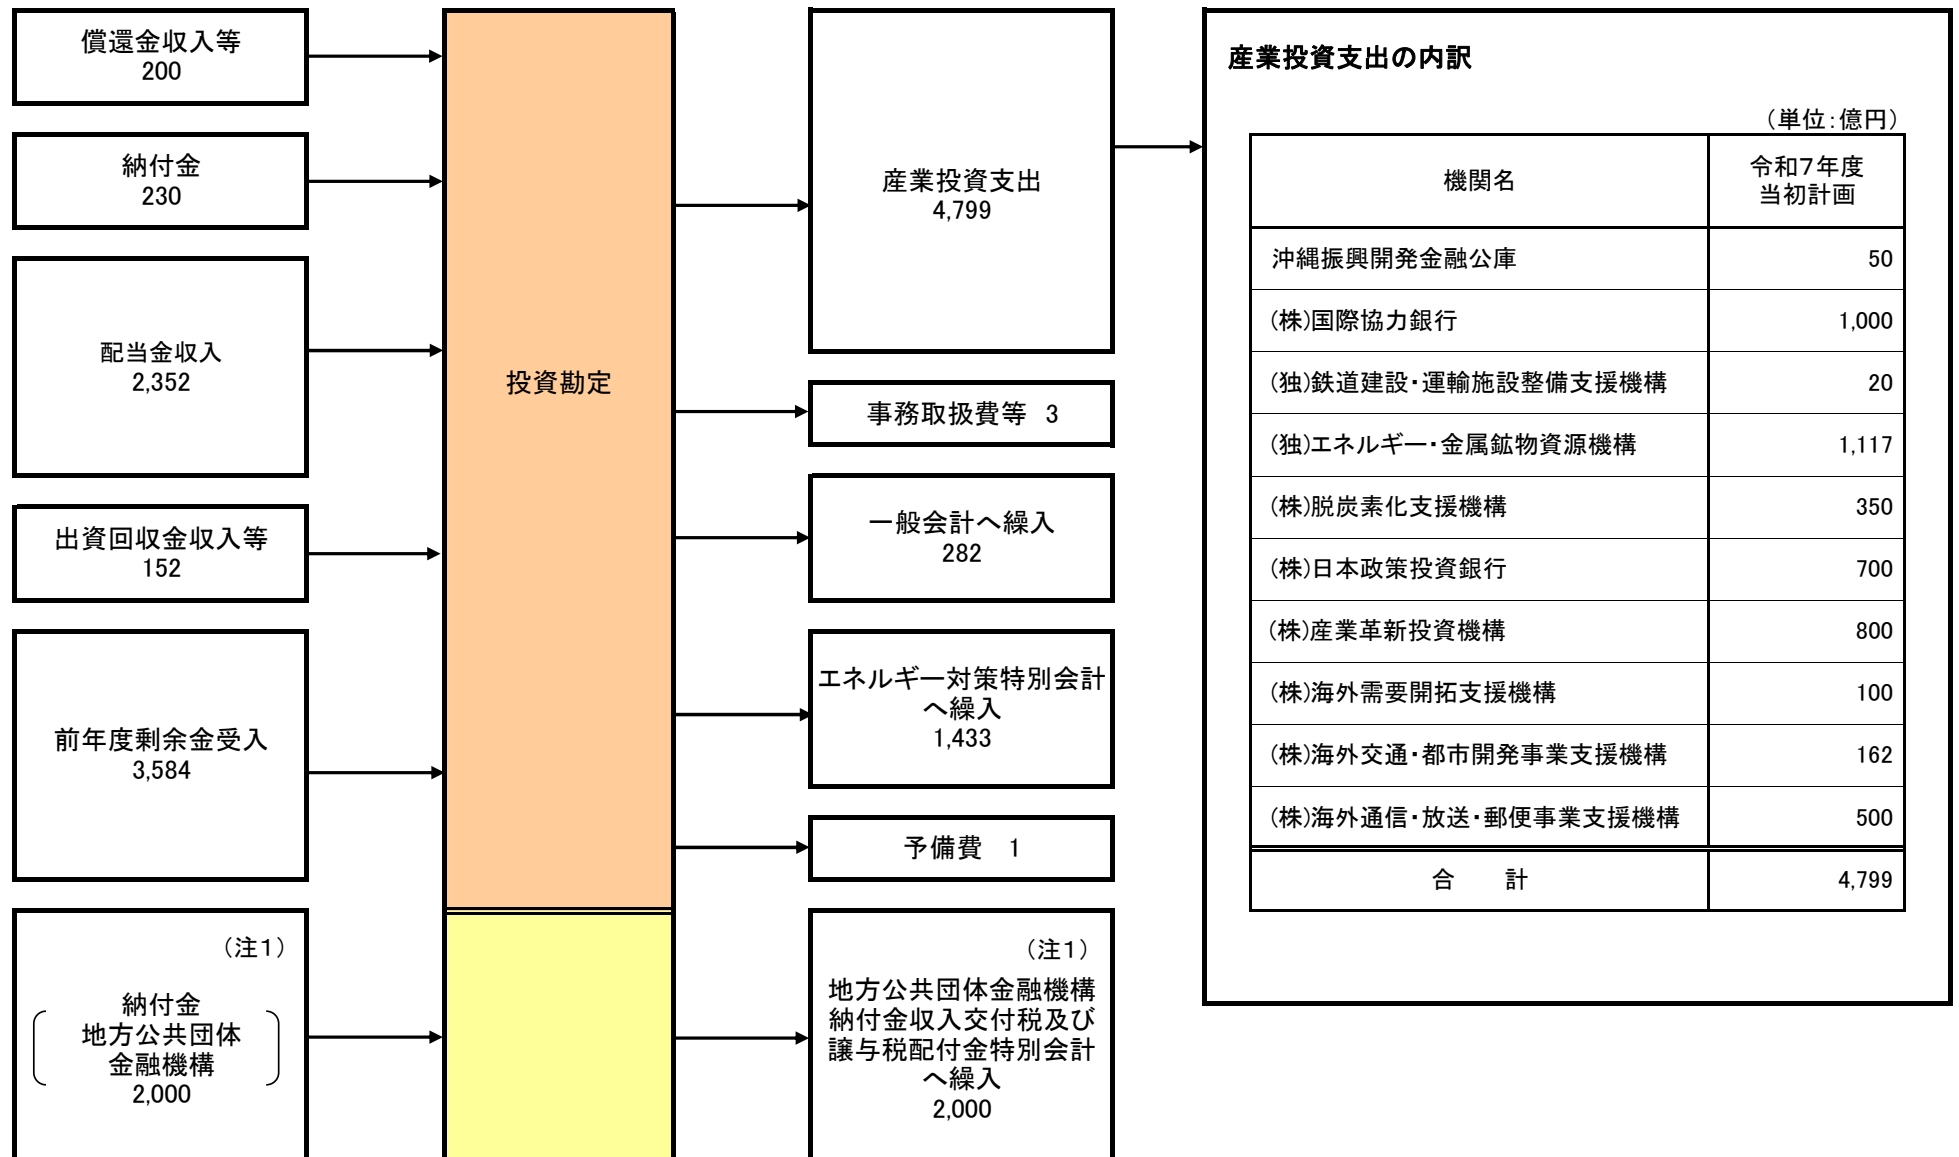 償還金収入等
200
納付金
230
配当金収入
2,352
出資回収金収入等
152
前年度剰余金受入
3,584
（注1）
納付金
地方公共団体
金融機構
2,000
投資勘定
産業投資支出
4,799
事務取扱費等 3
一般会計へ繰入
282
エネルギー対策特別会計
へ繰入
1,433
予備費 1
（注1）
地方公共団体金融機構
納付金収入交付税及び
譲与税配付金特別会計
へ繰入
2,000
産業投資支出の内訳
（単位：億円）
機関名 令和7年度
当初計画
沖縄振興開発金融公庫 50
(株)国際協力銀行 1,000
(独)鉄道建設・運輸施設整備支援機構 20
(独)エネルギー・金属鉱物資源機構 1,117
(株)脱炭素化支援機構 350
(株)日本政策投資銀行 700
(株)産業革新投資機構 800
(株)海外需要開拓支援機構 100
(株)海外交通・都市開発事業支援機構 162
(株)海外通信・放送・郵便事業支援機構 500
合 計 4,799